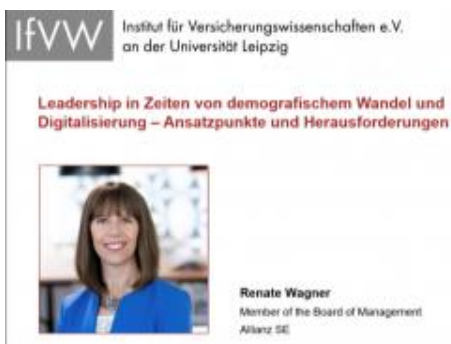 IfVW
Institut für Versicherungswissenschaften e.V.
an der Universität Leipzig
Leadership in Zeiten von demografischem Wandel und
Digitalisierung – Ansatzpunkte und Herausforderungen
Renate Wagner
Member of the Board of Management
Allianz SE